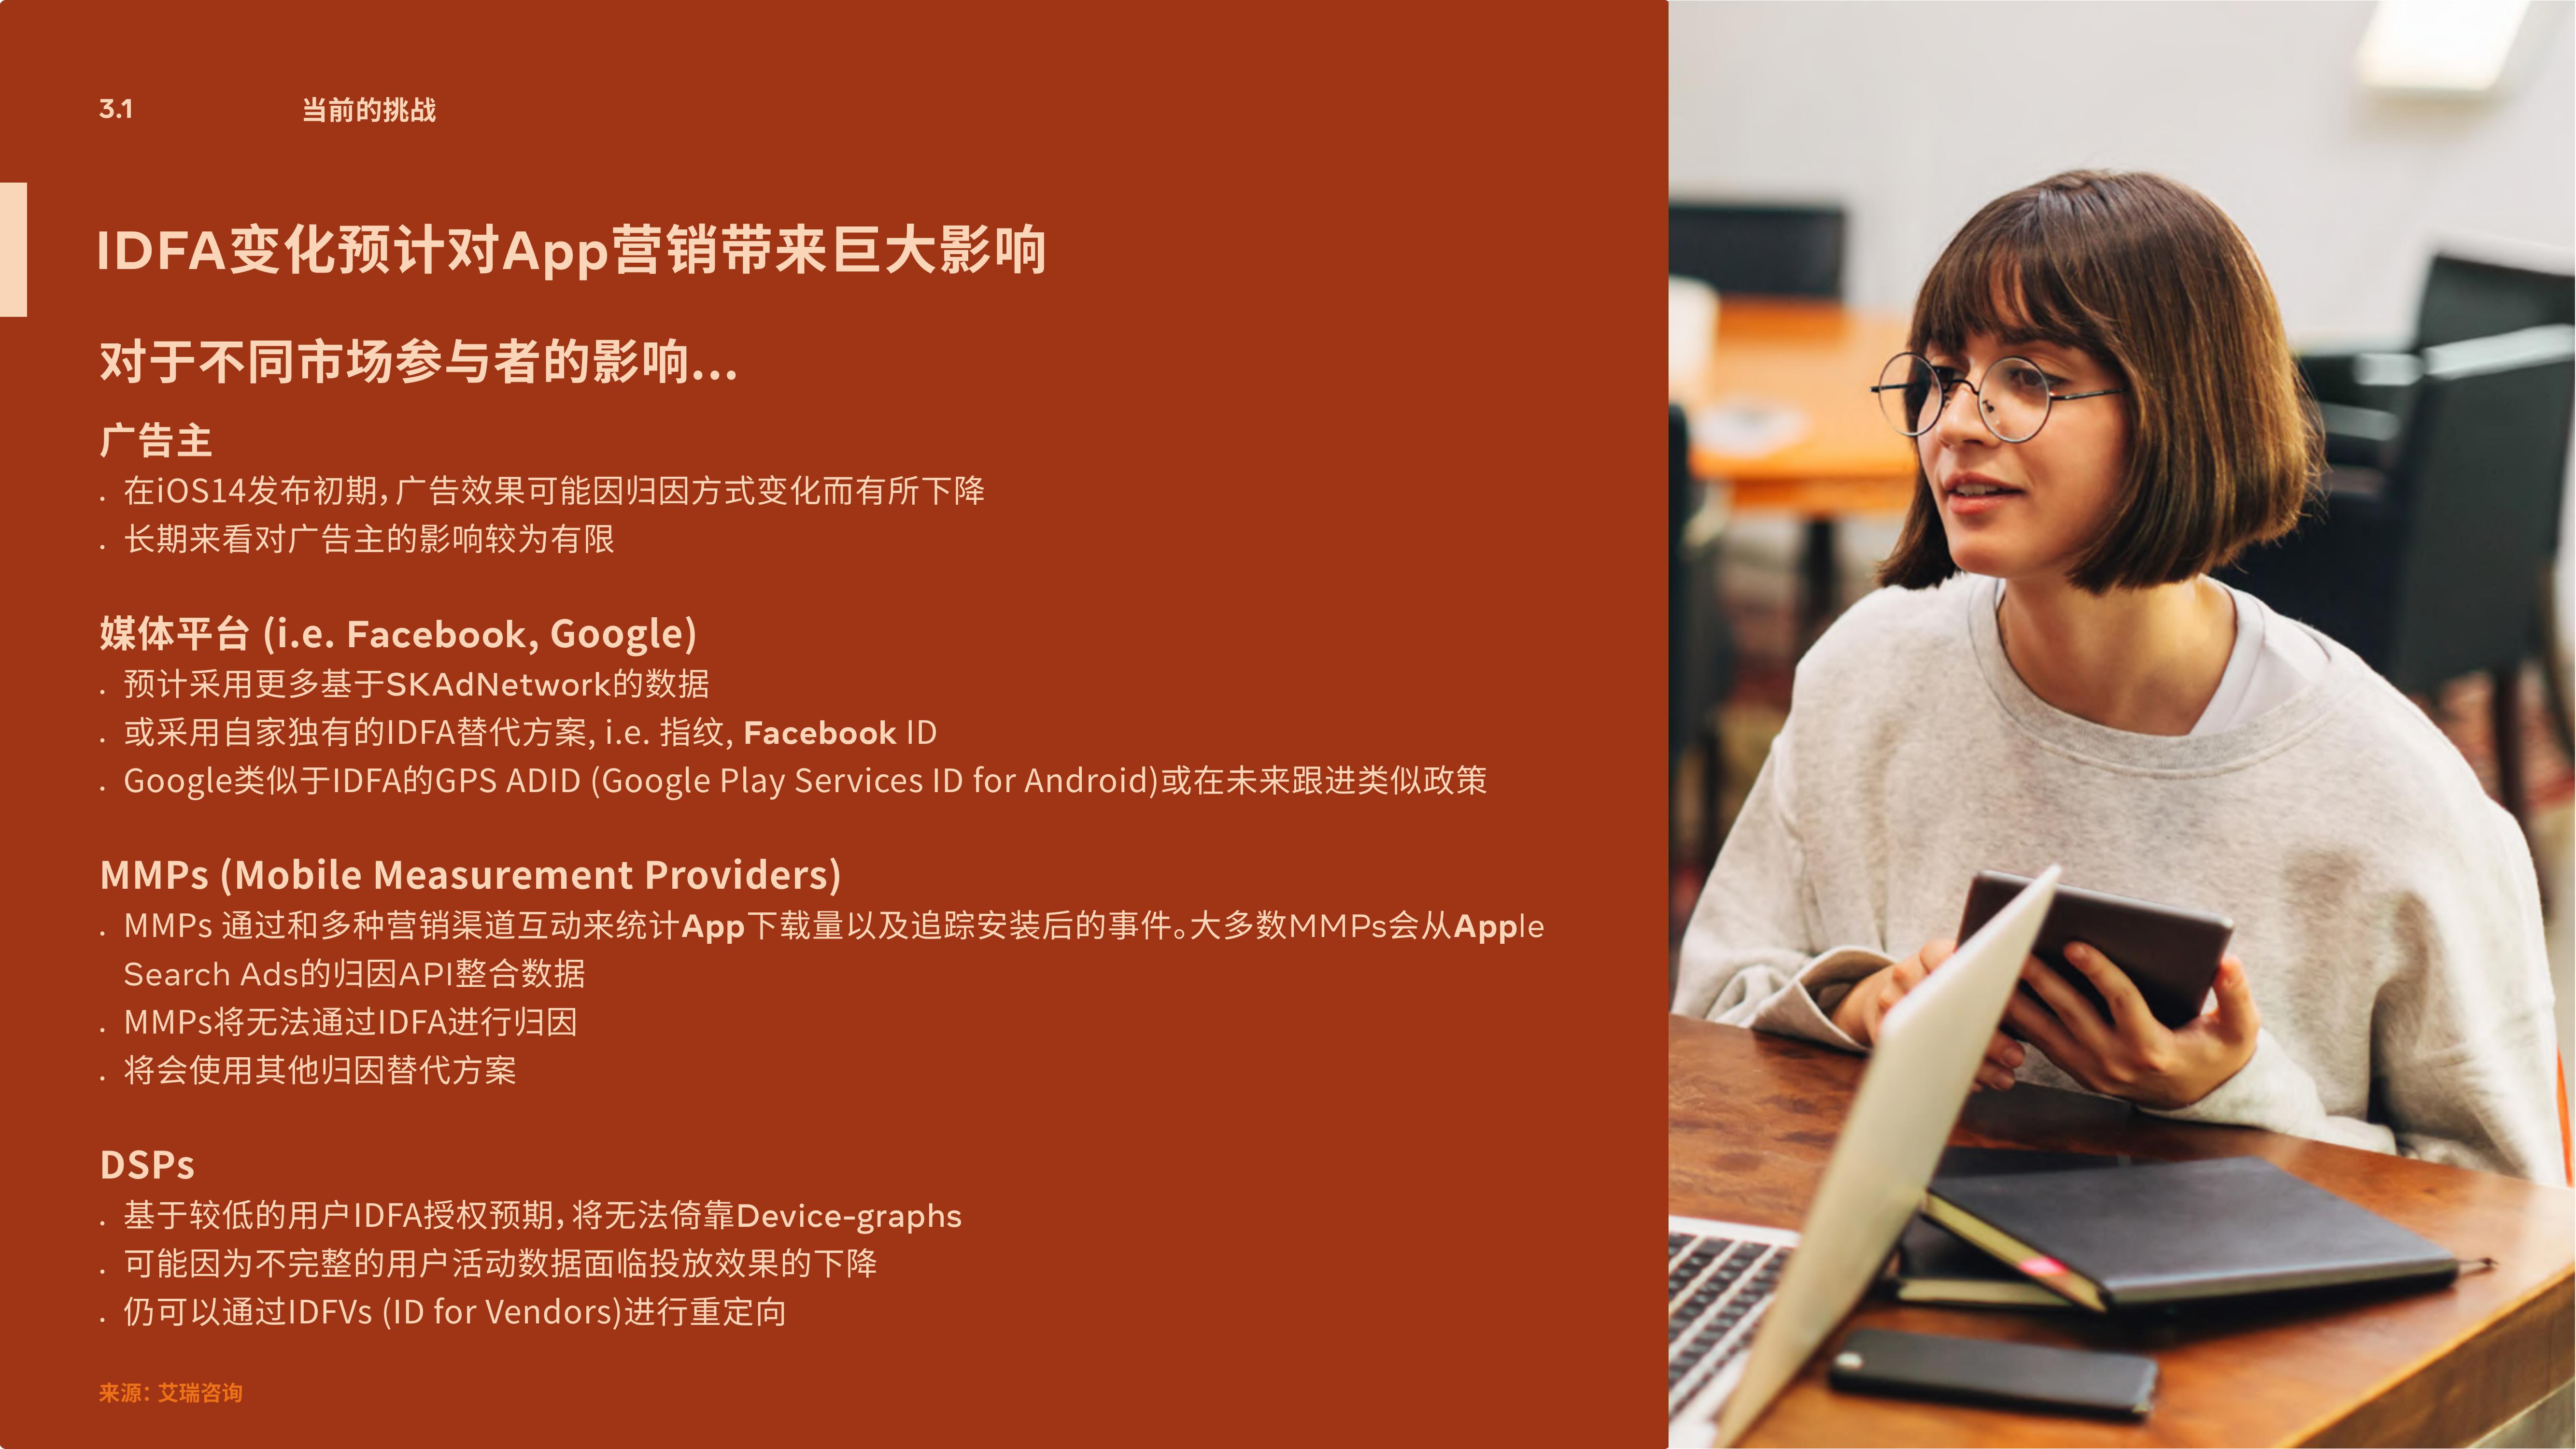 3.1 当前的挑战
IDFA变化预计对App营销带来巨大影响
对于不同市场参与者的影响...
广告主
. 在iOS14发布初期，广告效果可能因归因方式变化而有所下降
. 长期来看对广告主的影响较为有限
媒体平台 (i.e. Facebook, Google)
. 预计采用更多基于SKAdNetwork的数据
. 或采用自家独有的IDFA替代方案, i.e. 指纹, Facebook ID
. Google类似于IDFA的GPS ADID (Google Play Services ID for Android)或在未来跟进类似政策
MMPs (Mobile Measurement Providers)
. MMPs 通过和多种营销渠道互动来统计App下载量以及追踪安装后的事件。大多数MMPs会从Apple
Search Ads的归因API整合数据
. MMPs将无法通过IDFA进行归因
. 将会使用其他归因替代方案
DSPs
. 基于较低的用户IDFA授权预期，将无法倚靠Device-graphs
. 可能因为不完整的用户活动数据面临投放效果的下降
. 仍可以通过IDFVs (ID for Vendors)进行重定向
来源：艾瑞咨询